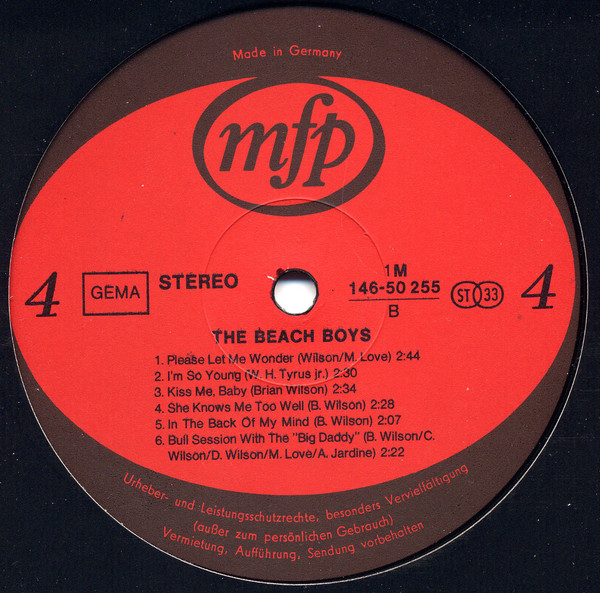 Made in Germany
mfp
4 GEMA STEREO 1M
146-50 255
B
ST 33 4
THE BEACH BOYS
1. Please Let Me Wonder (Wilson/M. Love) 2:44
2. I'm So Young (W. H. Tyrus jr.) 2:30
3. Kiss Me, Baby (Brian Wilson) 2:34
4. She Knows Me Too Well (B. Wilson) 2:28
5. In The Back Of My Mind (B. Wilson) 2:07
6. Bull Session With The "Big Daddy" (B. Wilson/C.
Wilson/D. Wilson/M. Love/A. Jardine) 2:22
Urheber- und Leistungsschutzrechte, besonders Vervielfältigung
(außer zum persönlichen Gebrauch)
Vermietung, Aufführung, Sendung vorbehalten